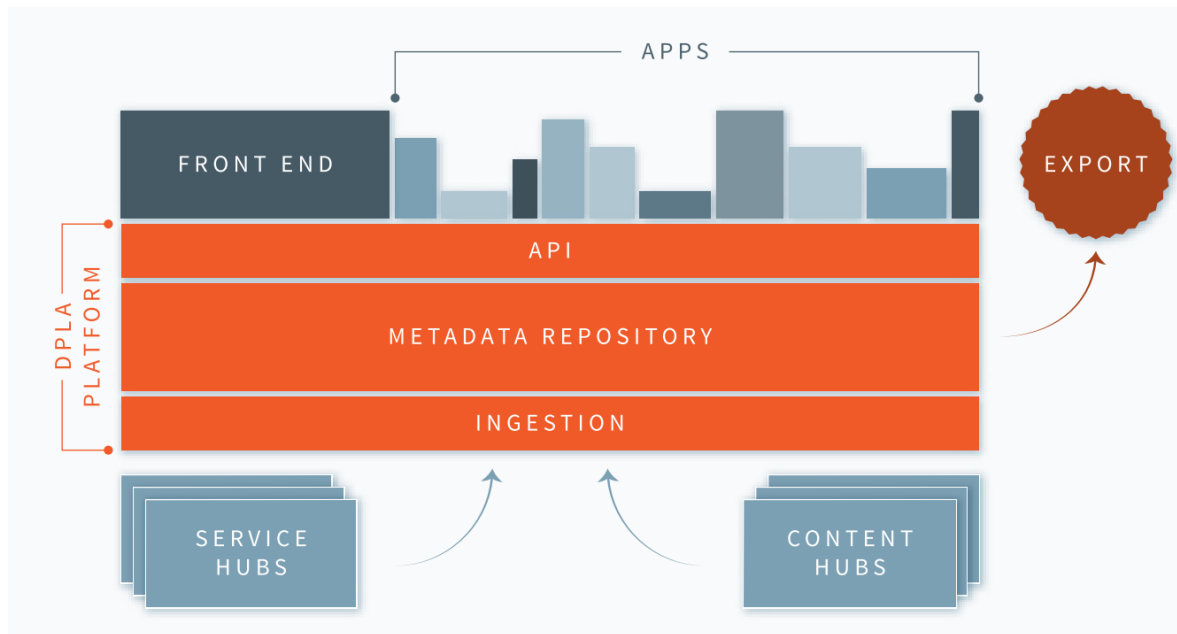 APPS
FRONT END
EXPORT
API
DPLA
PLATFORM
METADATA REPOSITORY
INGESTION
SERVICE
HUBS
CONTENT
HUBS